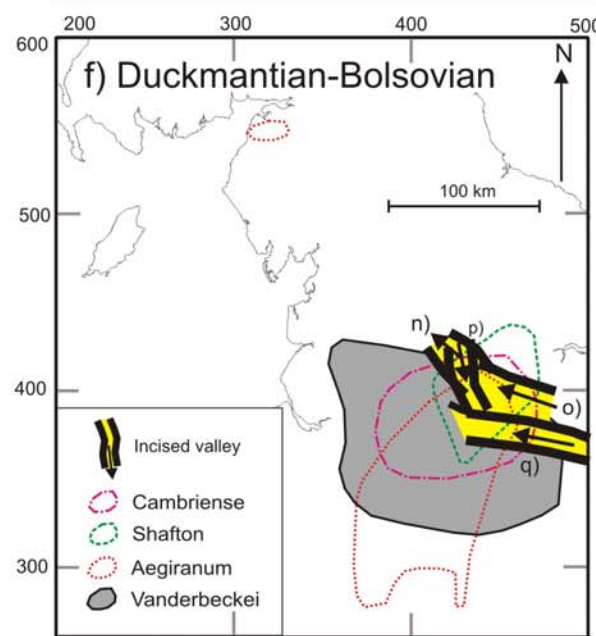 200 300 400 500
600
f) Duckmantian-Bolsovian
N
100 km
500
n)
p)
400
o)
q)
Incised valley
Cambriense
Shafton
Aegiranum
Vanderbeckei
300